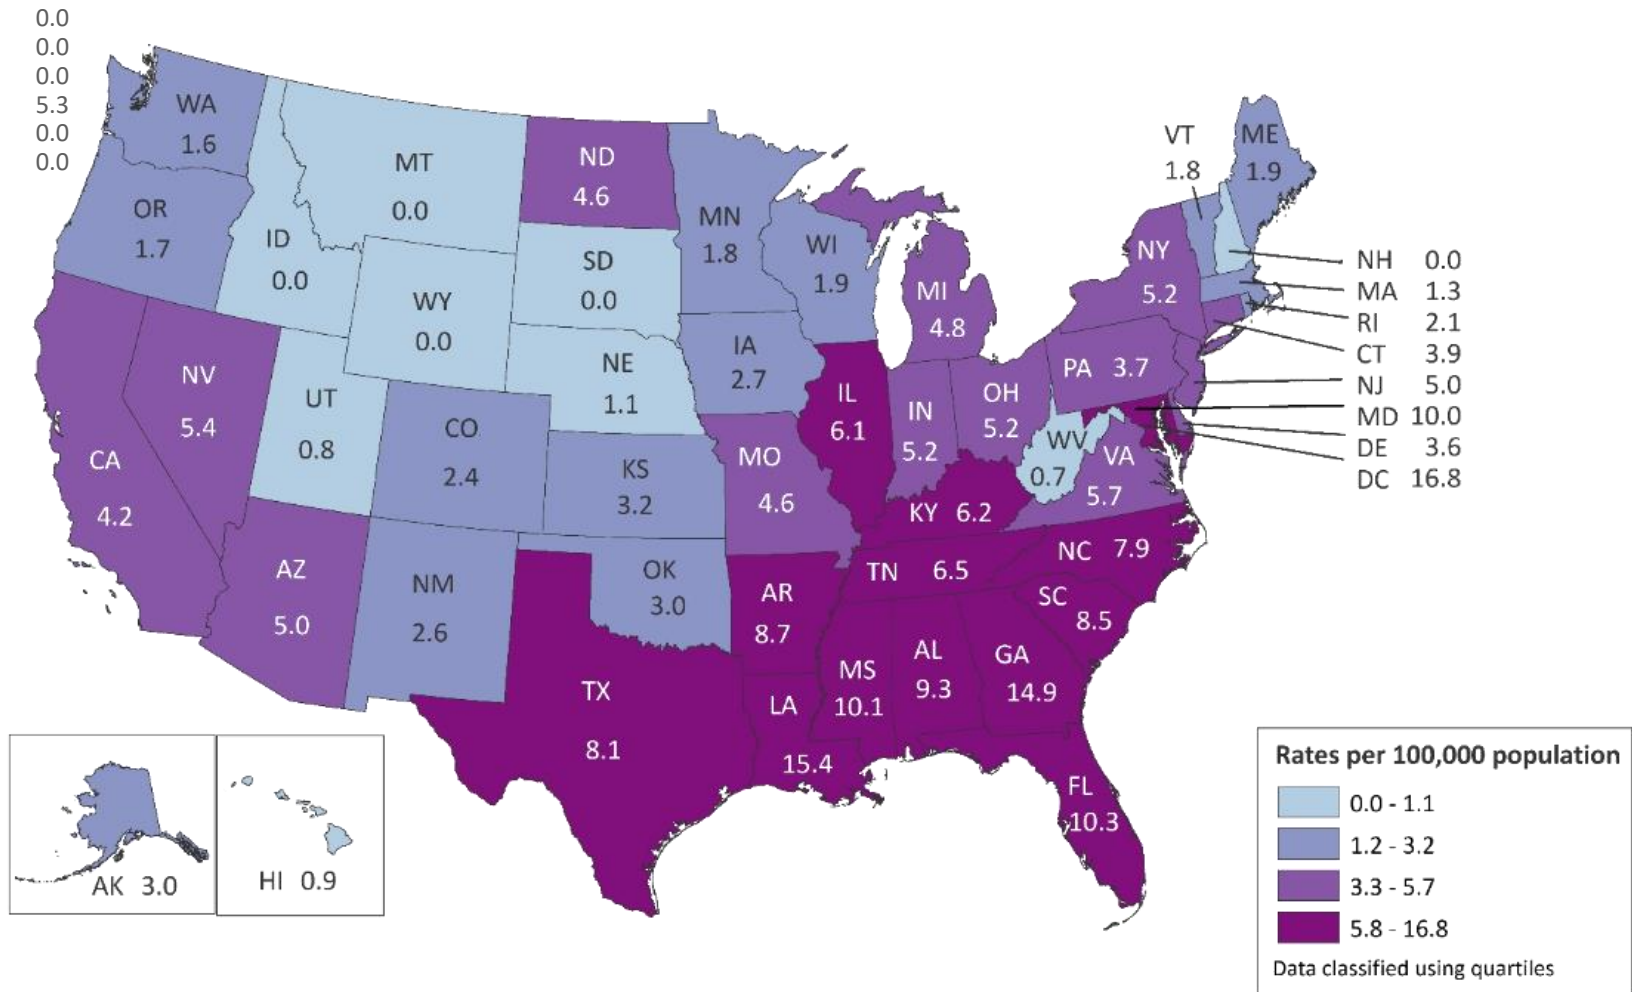 0.0
0.0
0.0
5.3
0.0
0.0
WA
1.6
OR
1.7
ID
0.0
MT
0.0
WY
0.0
ND
4.6
SD
0.0
NE
1.1
MN
1.8
WI
1.9
IA
2.7
MI
4.8
VT
1.8
ME
1.9
NY
5.2
NH 0.0
MA 1.3
RI 2.1
CT 3.9
NJ 5.0
MD 10.0
DE 3.6
DC 16.8
PA 3.7
NV
5.4
UT
0.8
CA
4.2
CO
2.4
KS
3.2
MO
4.6
IL
6.1
IN
5.2
OH
5.2
WV
0.7
VA
5.7
KY 6.2
NC 7.9
TN 6.5
SC
8.5
AZ
5.0
NM
2.6
OK
3.0
AR
8.7
TX
8.1
LA
15.4
MS
10.1
AL
9.3
GA
14.9
FL
10.3
AK 3.0
HI 0.9
Rates per 100,000 population
0.0 - 1.1
1.2 - 3.2
3.3 - 5.7
5.8 - 16.8
Data classified using quartiles